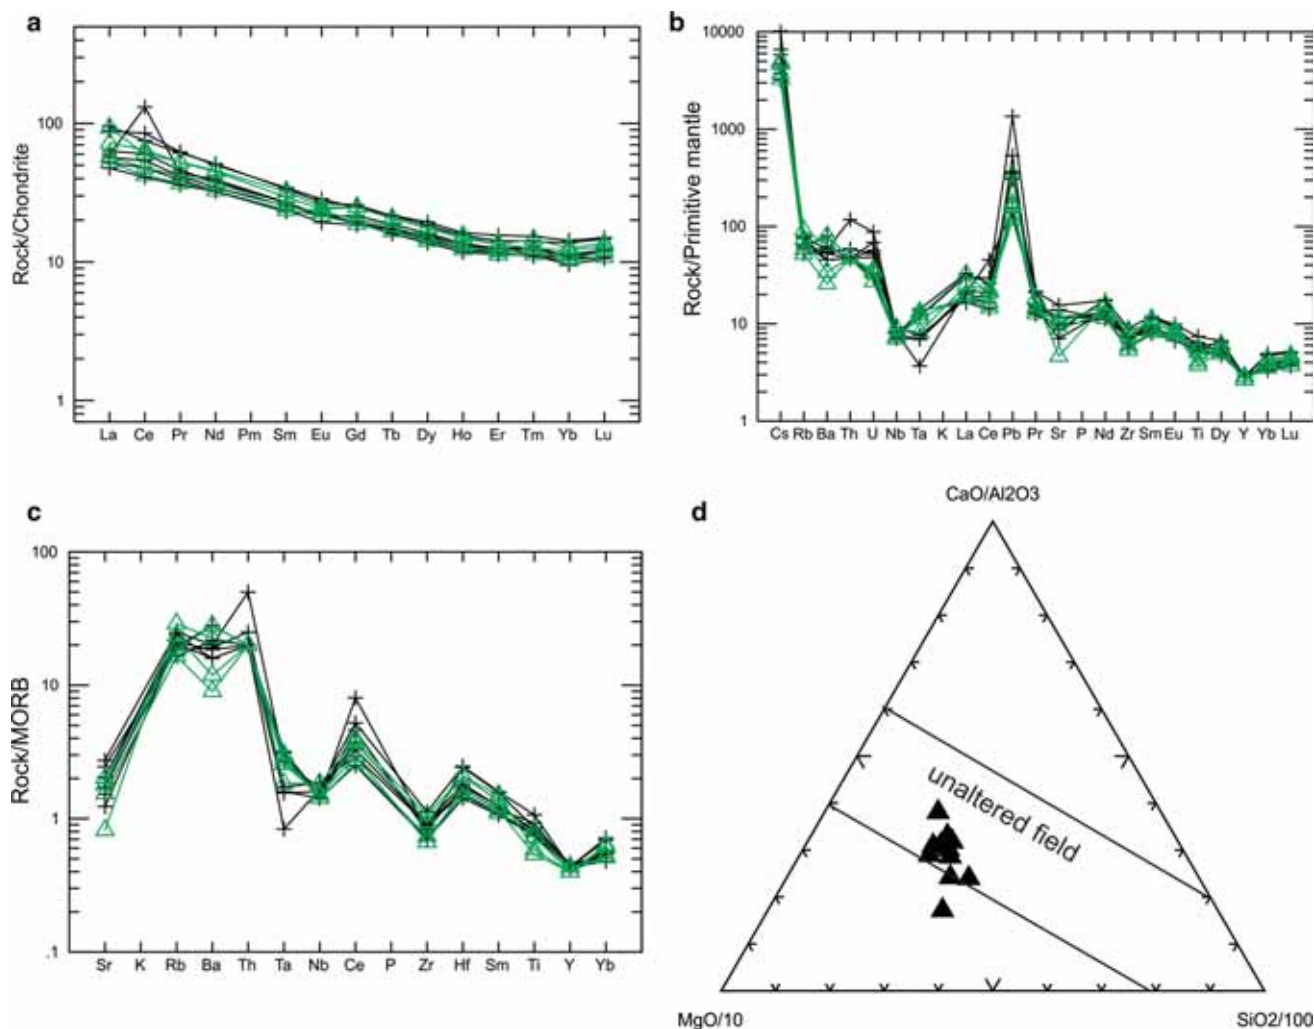 a
Rock/Chondrite
100
10
1
La Ce Pr Nd Pm Sm Eu Gd Tb Dy Ho Er Tm Yb Lu
b
Rock/Primitive mantle
10000
1000
100
10
1
Cs Rb Ba Th U Nb Ta K La Ce Pb Pr Sr P Nd Zr Sm Eu Ti Dy Y Yb Lu
c
Rock/MORB
100
10
1
.1
Sr K Rb Ba Th Ta Nb Ce P Zr Hf Sm Ti Y Yb
d
CaO/Al2O3
unaltered field
MgO/10 SiO2/100